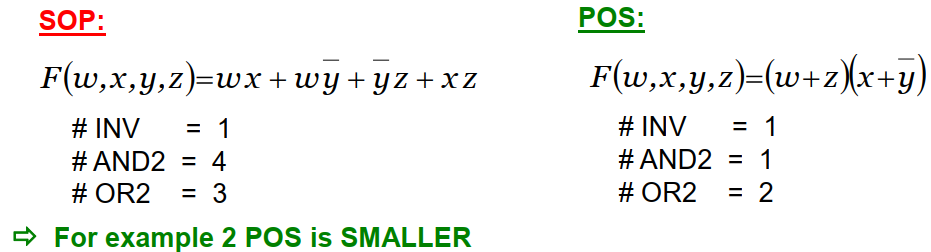 SOP:
F(w,x,y,z)=wx+wy̅+y̅z+xz
# INV = 1
# AND2 = 4
# OR2 = 3
POS:
F(w,x,y,z)=(w+z)(x+y̅)
# INV = 1
# AND2 = 1
# OR2 = 2
⇨ For example 2 POS is SMALLER